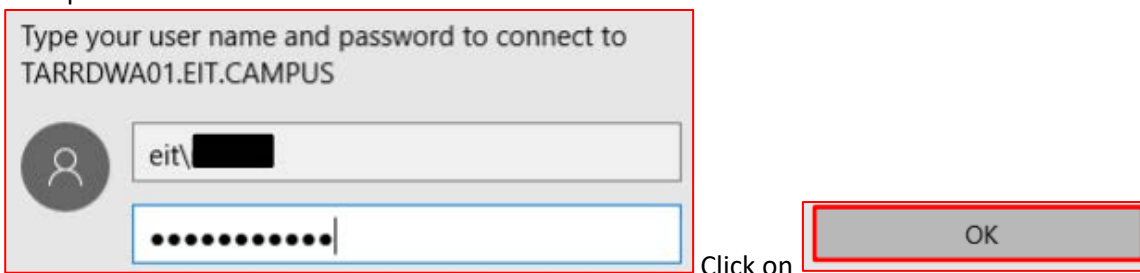 Type your user name and password to connect to
TARRDWA01.EIT.CAMPUS
eit\
●●●●●●●●●●●
Click on OK